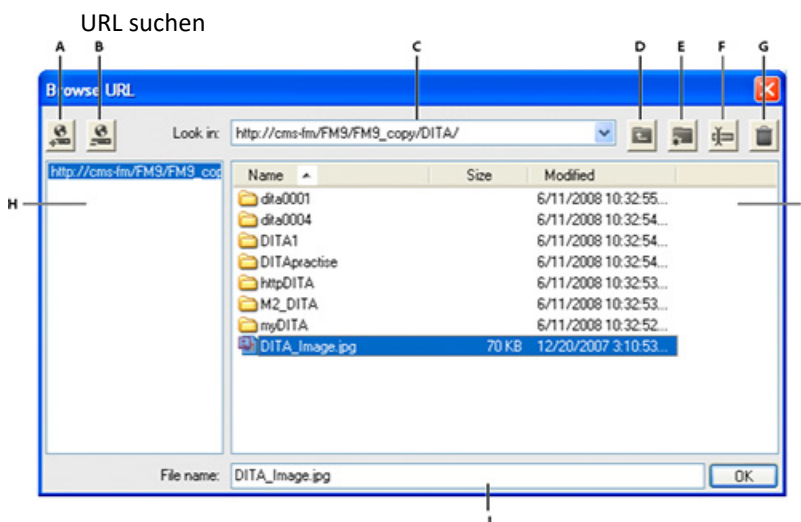 URL suchen
A B C D E F G
Browse URL
Look in: http://cms-fm/FM9/FM9_copy/DITA/
http://cms-fm/FM9/FM9_cop
Name Size Modified
dita0001 6/11/2008 10:32:55...
dita0004 6/11/2008 10:32:54...
DITA1 6/11/2008 10:32:54...
DITApractise 6/11/2008 10:32:54...
httpDITA 6/11/2008 10:32:53...
M2_DITA 6/11/2008 10:32:53...
myDITA 6/11/2008 10:32:52...
DITA_Image.jpg 70 KB 12/20/2007 3:10:53...
H
File name: DITA_Image.jpg OK